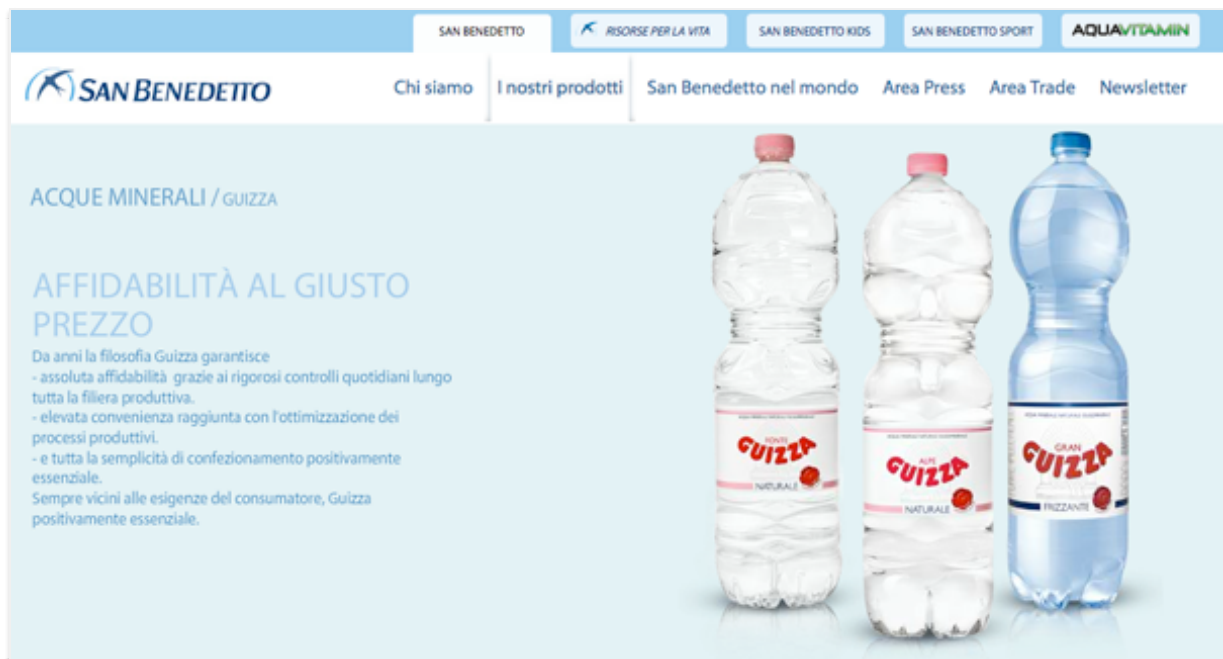 SAN BENEDETTO
RISORSE PER LA VITA
SAN BENEDETTO KIDS
SAN BENEDETTO SPORT
AQUAVITAMIN
SAN BENEDETTO
Chi siamo
I nostri prodotti
San Benedetto nel mondo
Area Press
Area Trade
Newsletter
ACQUE MINERALI / GUIZZA
AFFIDABILITÀ AL GIUSTO
PREZZO
Da anni la filosofia Guizza garantisce
- assoluta affidabilità grazie ai rigorosi controlli quotidiani lungo
tutta la filiera produttiva.
- elevata convenienza raggiunta con l'ottimizzazione dei
processi produttivi.
- e tutta la semplicità di confezionamento positivamente
essenziale.
Sempre vicini alle esigenze del consumatore, Guizza
positivamente essenziale.
FONTE
GUIZZA
NATURALE
ALPE
GUIZZA
NATURALE
GRAN
GUIZZA
FRIZZANTE